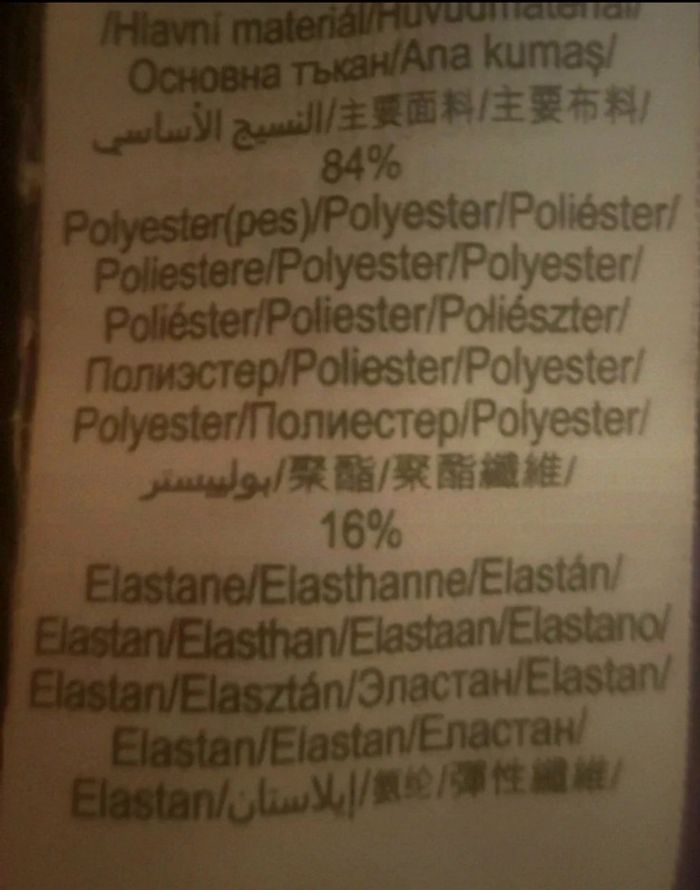 /Hlavní materiál/Huvudmaterial/
Основна тъкан/Ana kumaş/
النسيج الأساسي/主要面料/主要布料/
84%
Polyester(pes)/Polyester/Poliéster/
Poliestere/Polyester/Polyester/
Poliéster/Poliester/Poliészter/
Полиэстер/Poliester/Polyester/
Polyester/Полиестер/Polyester/
بوليستر/聚酯/聚酯纖維/
16%
Elastane/Elasthanne/Elastán/
Elastan/Elasthan/Elastaan/Elastano/
Elastan/Elasztán/Эластан/Elastan/
Elastan/Elastan/Еластан/
Elastan/إيلاستان/氨纶/彈性纖維/